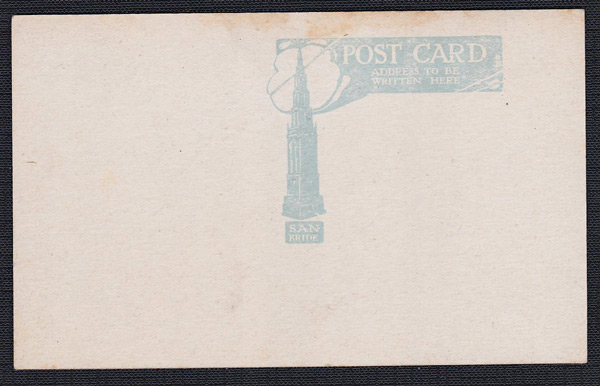 POST CARD
ADDRESS TO BE
WRITTEN HERE
SAN
BRIDE